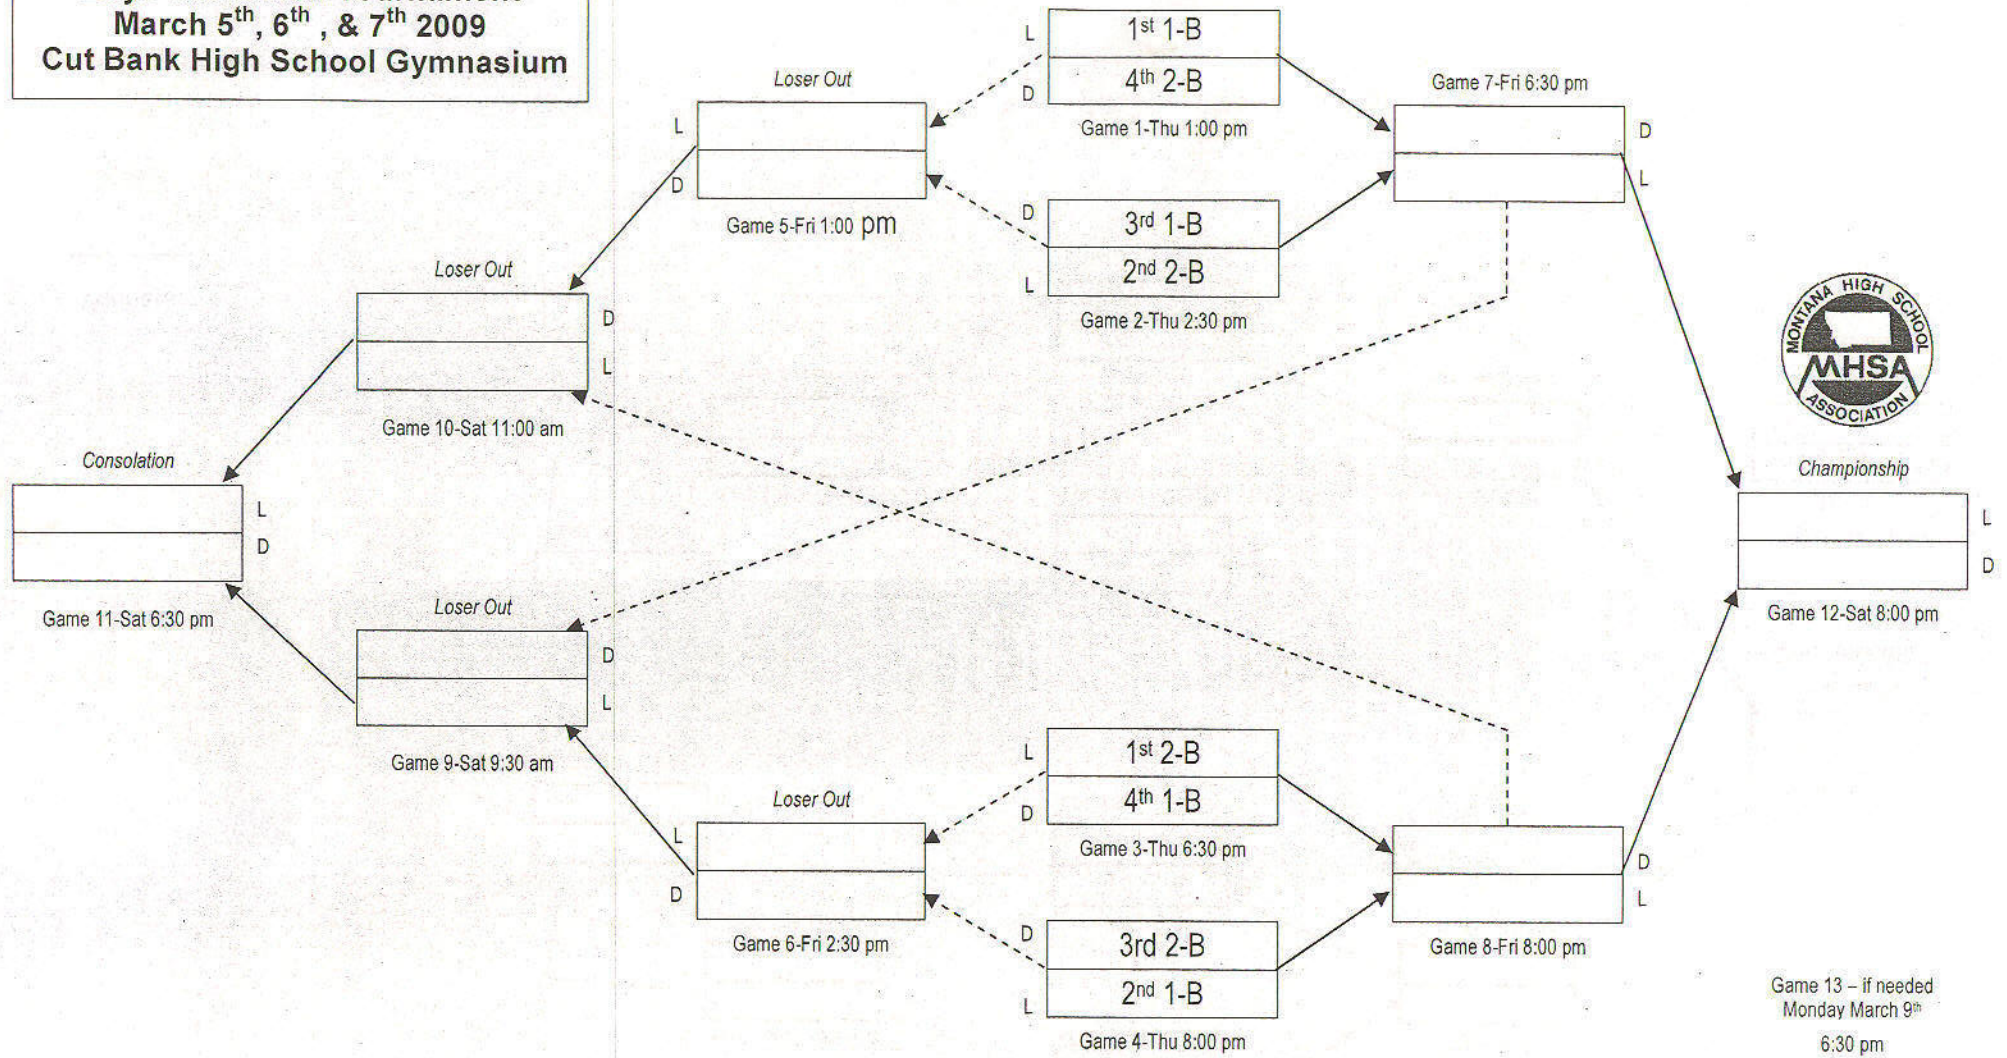 March 5th, 6th , & 7th 2009
Cut Bank High School Gymnasium
L
1st 1-B
D
4th 2-B
Game 1-Thu 1:00 pm
Loser Out
L
D
Game 5-Fri 1:00 pm
D
3rd 1-B
L
2nd 2-B
Game 2-Thu 2:30 pm
Game 7-Fri 6:30 pm
D
L
Loser Out
D
L
Game 10-Sat 11:00 am
MONTANA HIGH SCHOOL
MHSA
ASSOCIATION
Consolation
L
D
Game 11-Sat 6:30 pm
Championship
L
D
Game 12-Sat 8:00 pm
Loser Out
D
L
Game 9-Sat 9:30 am
L
1st 2-B
D
4th 1-B
Game 3-Thu 6:30 pm
Loser Out
L
D
Game 6-Fri 2:30 pm
D
3rd 2-B
L
2nd 1-B
Game 4-Thu 8:00 pm
D
L
Game 8-Fri 8:00 pm
Game 13 – if needed
Monday March 9th
6:30 pm